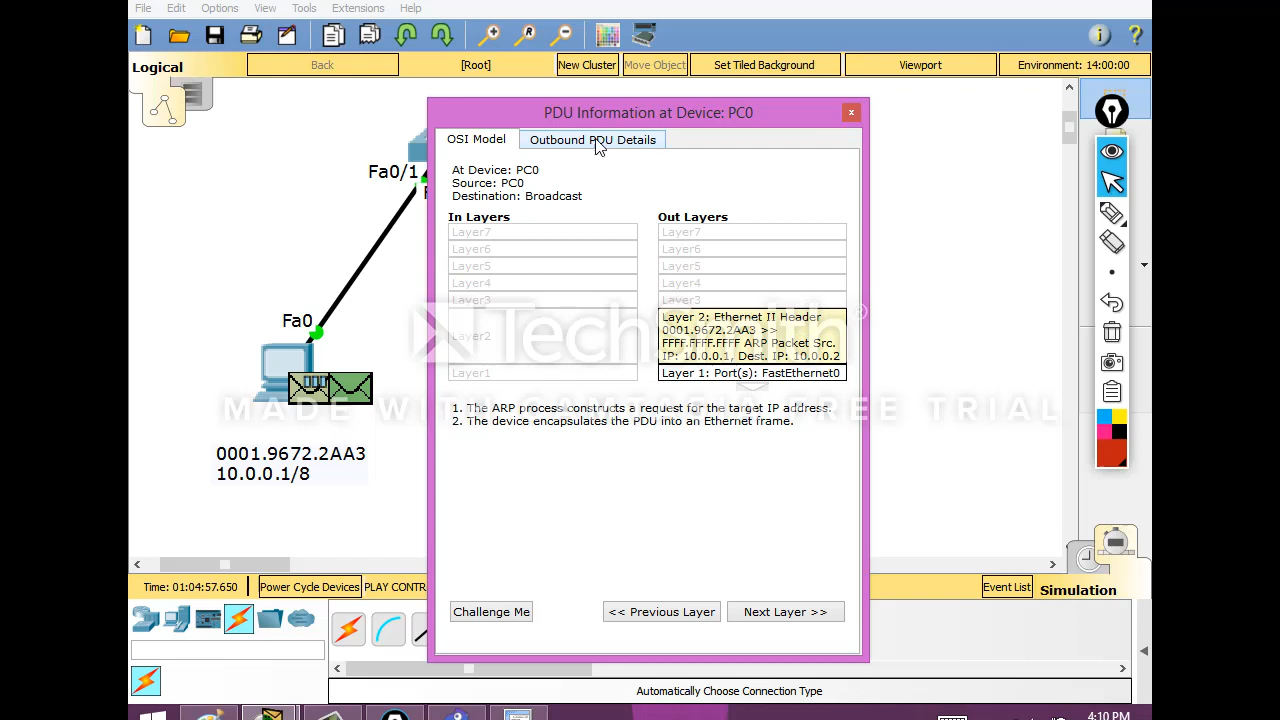 File Edit Options View Tools Extensions Help
Logical
Back
[Root]
New Cluster
Move Object
Set Tiled Background
Viewport
Environment: 14:00:00
PDU Information at Device: PC0
OSI Model
Outbound PDU Details
At Device: PC0
Source: PC0
Destination: Broadcast
In Layers
Layer7
Layer6
Layer5
Layer4
Layer3
Layer2
Layer1
Out Layers
Layer7
Layer6
Layer5
Layer4
Layer3
Layer 2: Ethernet II Header
0001.9672.2AA3 >>
FFFF.FFFF.FFFF ARP Packet Src.
IP: 10.0.0.1, Dest. IP: 10.0.0.2
Layer 1: Port(s): FastEthernet0
1. The ARP process constructs a request for the target IP address.
2. The device encapsulates the PDU into an Ethernet frame.
Challenge Me
<< Previous Layer
Next Layer >>
Fa0/1
Fa0
0001.9672.2AA3
10.0.0.1/8
TechSmith®
MADE WITH CAMTASIA FREE TRIAL
Time: 01:04:57.650
Power Cycle Devices
PLAY CONTR
Event List
Simulation
Automatically Choose Connection Type
4:10 PM